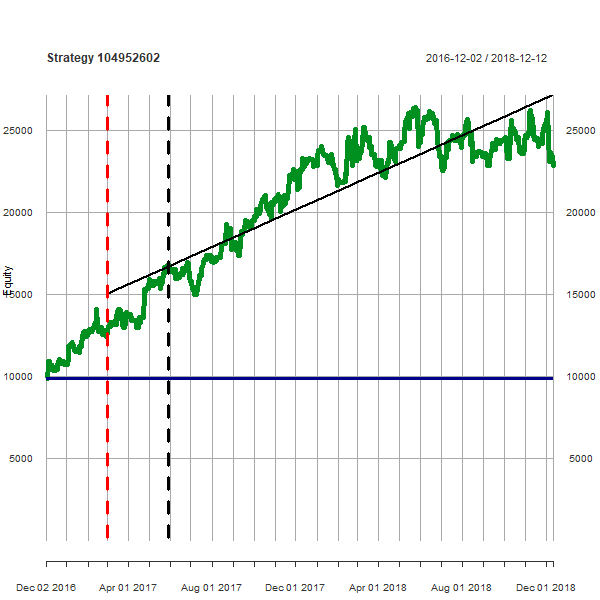 Strategy 104952602
2016-12-02 / 2018-12-12
25000 25000
20000 20000
Equity
15000 15000
10000 10000
5000 5000
Dec 02 2016 Apr 01 2017 Aug 01 2017 Dec 01 2017 Apr 01 2018 Aug 01 2018 Dec 01 2018